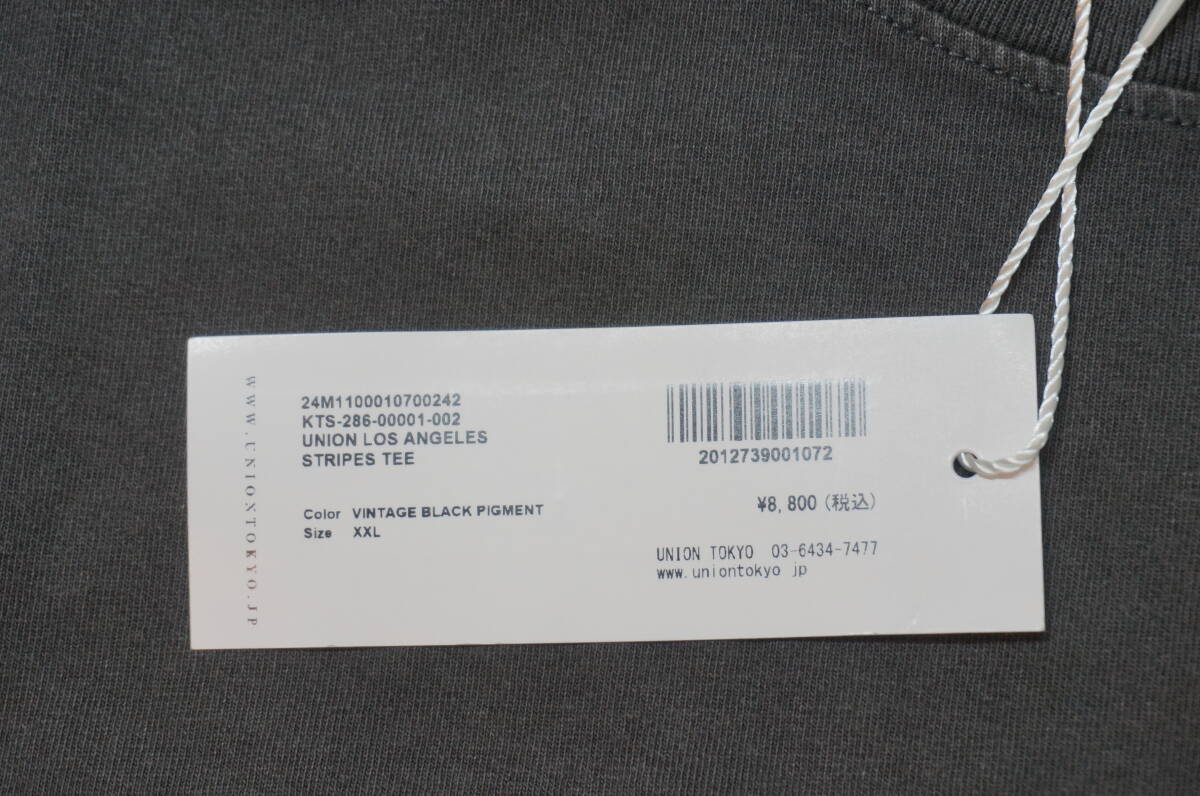 WWW.UNIONTOKYO.JP
24M1100010700242
KTS-286-00001-002
UNION LOS ANGELES
STRIPES TEE
Color VINTAGE BLACK PIGMENT
Size XXL
2012739001072
¥8,800 (税込)
UNION TOKYO 03-6434-7477
www.uniontokyo jp